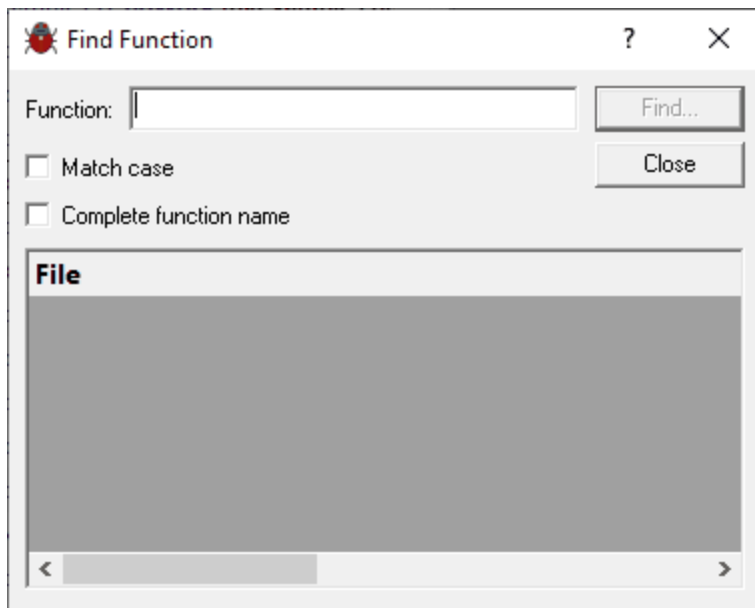 Find Function
?
Function:
Find...
Match case
Close
Complete function name
File